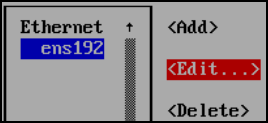 Ethernet ↑ <Add>
ens192
<Edit...>
<Delete>